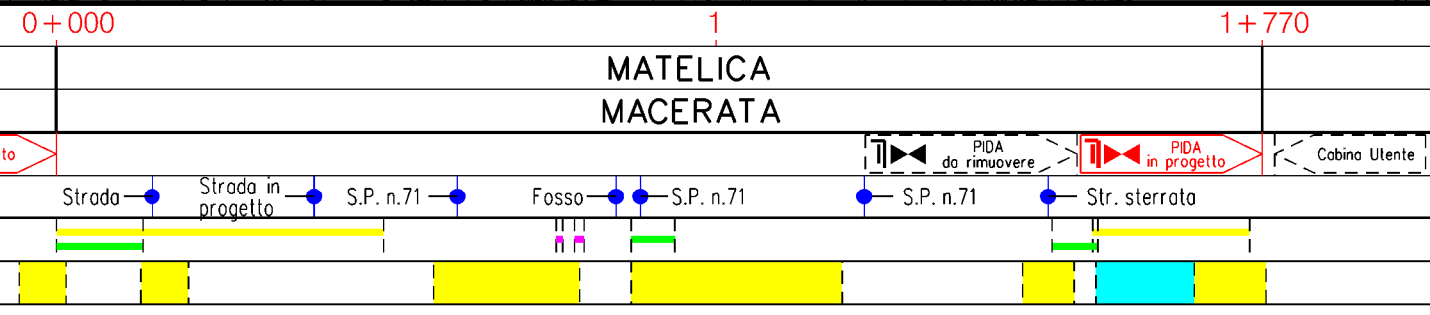 0+000 1 1+770
MATELICA
MACERATA
to PIDA da rimuovere PIDA in progetto Cabina Utente
Strada Strada in progetto S.P. n.71 Fosso S.P. n.71 S.P. n.71 Str. sterrata